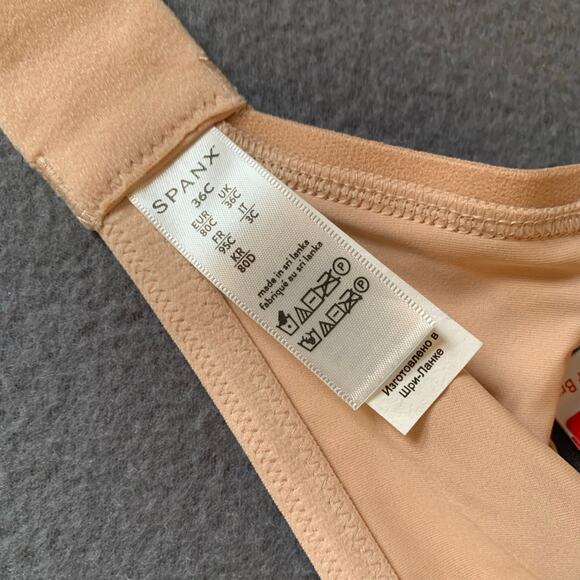 SPANX
36C
EUR UK
80C 36C
FR IT
95C 3C
KR
80D
made in sri lanka
fabriqué au sri lanka
Изготовлено в
Шри-Ланке